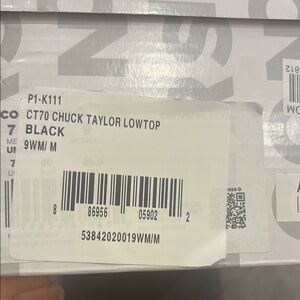 P1-K111
CT70 CHUCK TAYLOR LOWTOP
BLACK
9WM/ M
8 86956 05902 2
53842020019WM/M